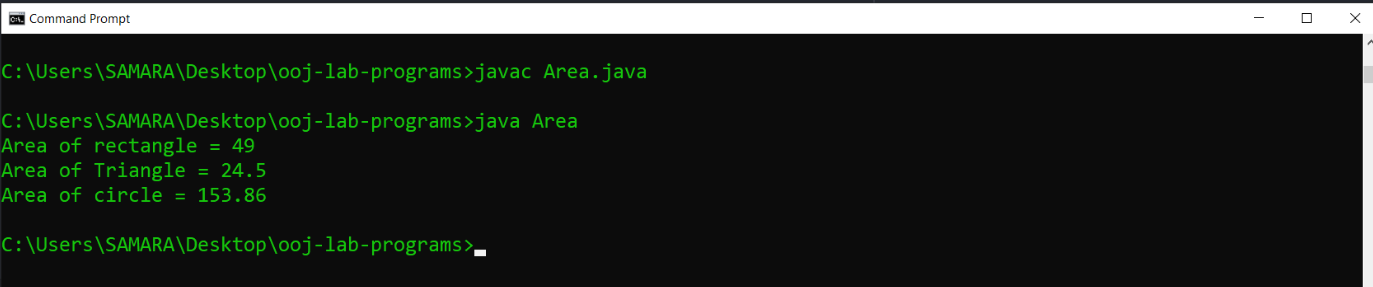 Command Prompt
C:\Users\SAMARA\Desktop\ooj-lab-programs>javac Area.java
C:\Users\SAMARA\Desktop\ooj-lab-programs>java Area
Area of rectangle = 49
Area of Triangle = 24.5
Area of circle = 153.86
C:\Users\SAMARA\Desktop\ooj-lab-programs>